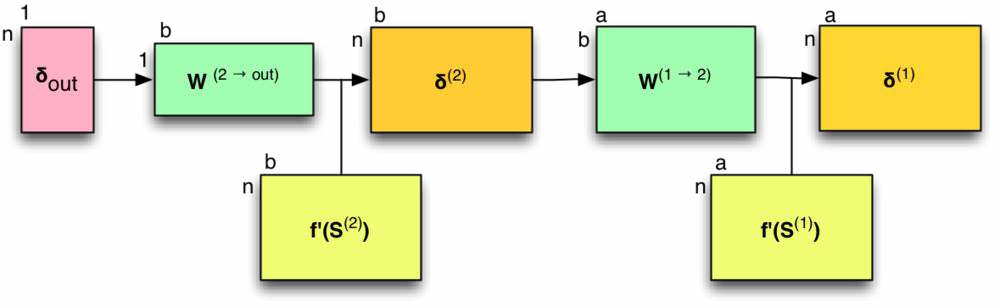 1
n
δout
b
1
W (2 → out)
b
n
δ(2)
a
b
W(1 → 2)
a
n
δ(1)
b
n
f'(S(2))
a
n
f'(S(1))